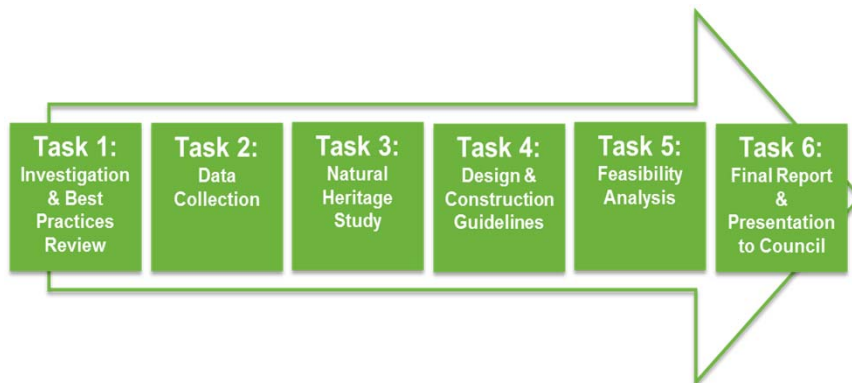 Task 1:
Investigation
& Best
Practices
Review
Task 2:
Data
Collection
Task 3:
Natural
Heritage
Study
Task 4:
Design &
Construction
Guidelines
Task 5:
Feasibility
Analysis
Task 6:
Final Report
&
Presentation
to Council